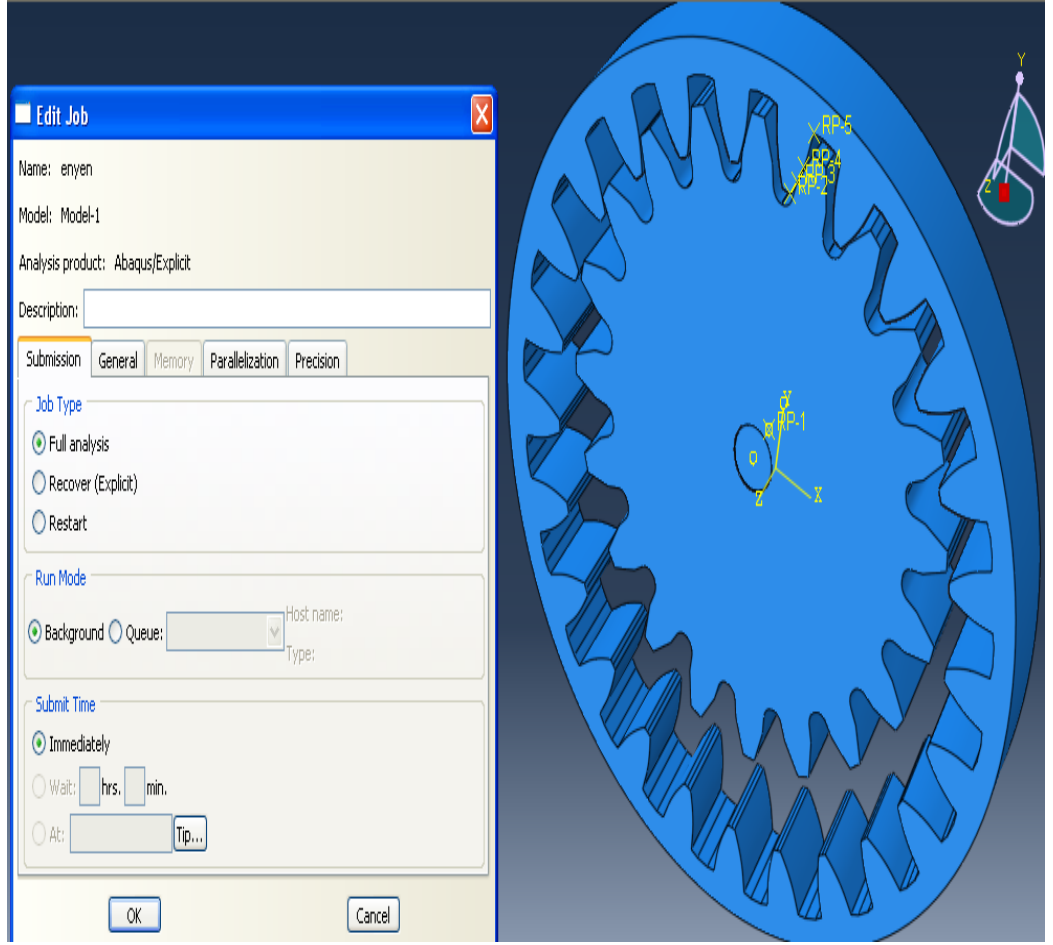 Edit Job
Name: enyen
Model: Model-1
Analysis product: Abaqus/Explicit
Description:
Submission General Memory Parallelization Precision
Job Type
Full analysis
Recover (Explicit)
Restart
Run Mode
Background Queue: Host name:
Type:
Submit Time
Immediately
Wait: hrs. min.
At: Tip...
OK Cancel
RP-5
RP-4
RP-2
RP-1
Y
X
Z
Y
Z